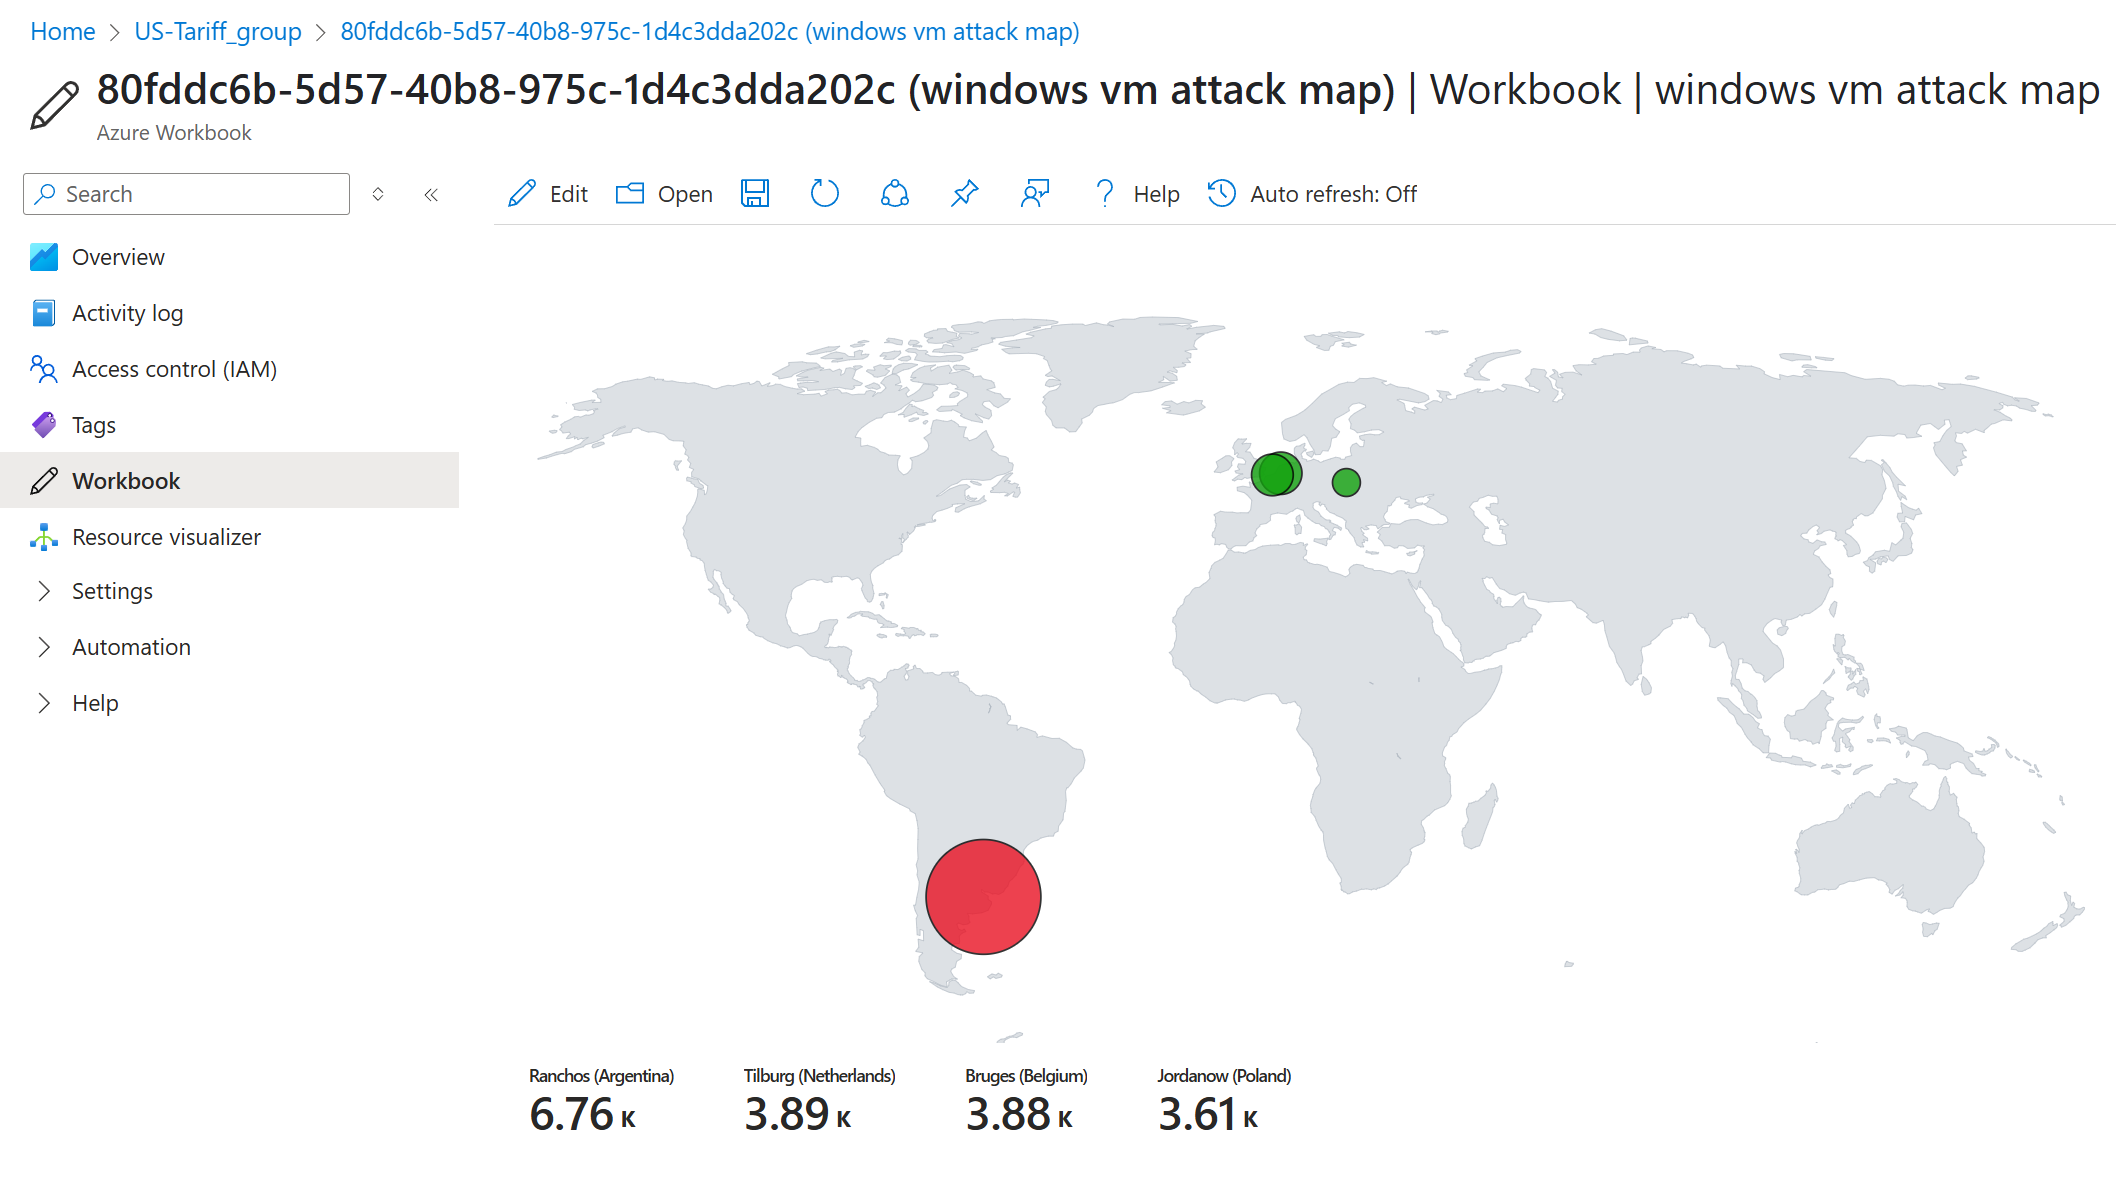 Home > US-Tariff_group > 80fddc6b-5d57-40b8-975c-1d4c3dda202c (windows vm attack map)
80fddc6b-5d57-40b8-975c-1d4c3dda202c (windows vm attack map) | Workbook | windows vm attack map
Azure Workbook
Search
Edit Open Help Auto refresh: Off
Overview
Activity log
Access control (IAM)
Tags
Workbook
Resource visualizer
Settings
Automation
Help
Ranchos (Argentina) Tilburg (Netherlands) Bruges (Belgium) Jordanow (Poland)
6.76 K 3.89 K 3.88 K 3.61 K